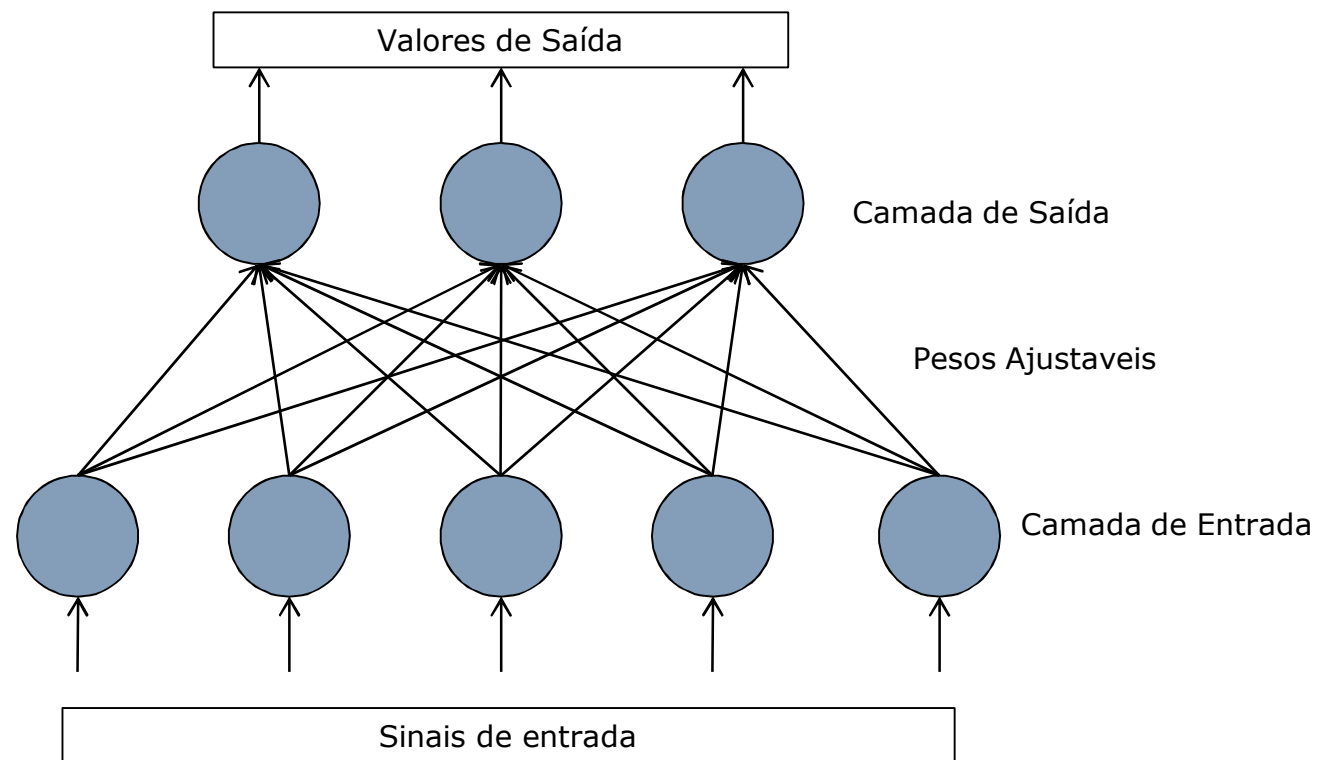 Valores de Saída
Camada de Saída
Pesos Ajustaveis
Camada de Entrada
Sinais de entrada